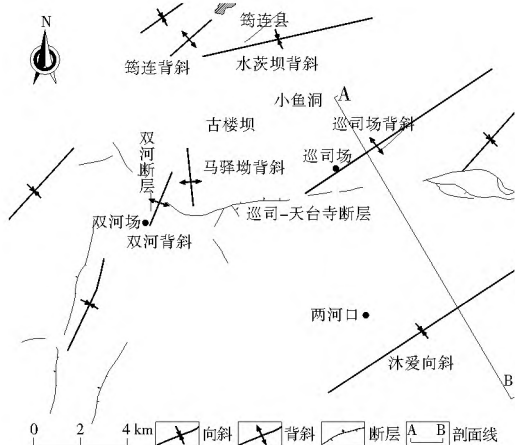 N
筠连县
筠连背斜
水茨坝背斜
小鱼洞
A
古楼坝
巡司场背斜
双河断层
马驿坳背斜
巡司场
双河场
巡司-天台寺断层
双河背斜
两河口
沐爱向斜
B
0 2 4 km
向斜
背斜
断层
A B
剖面线